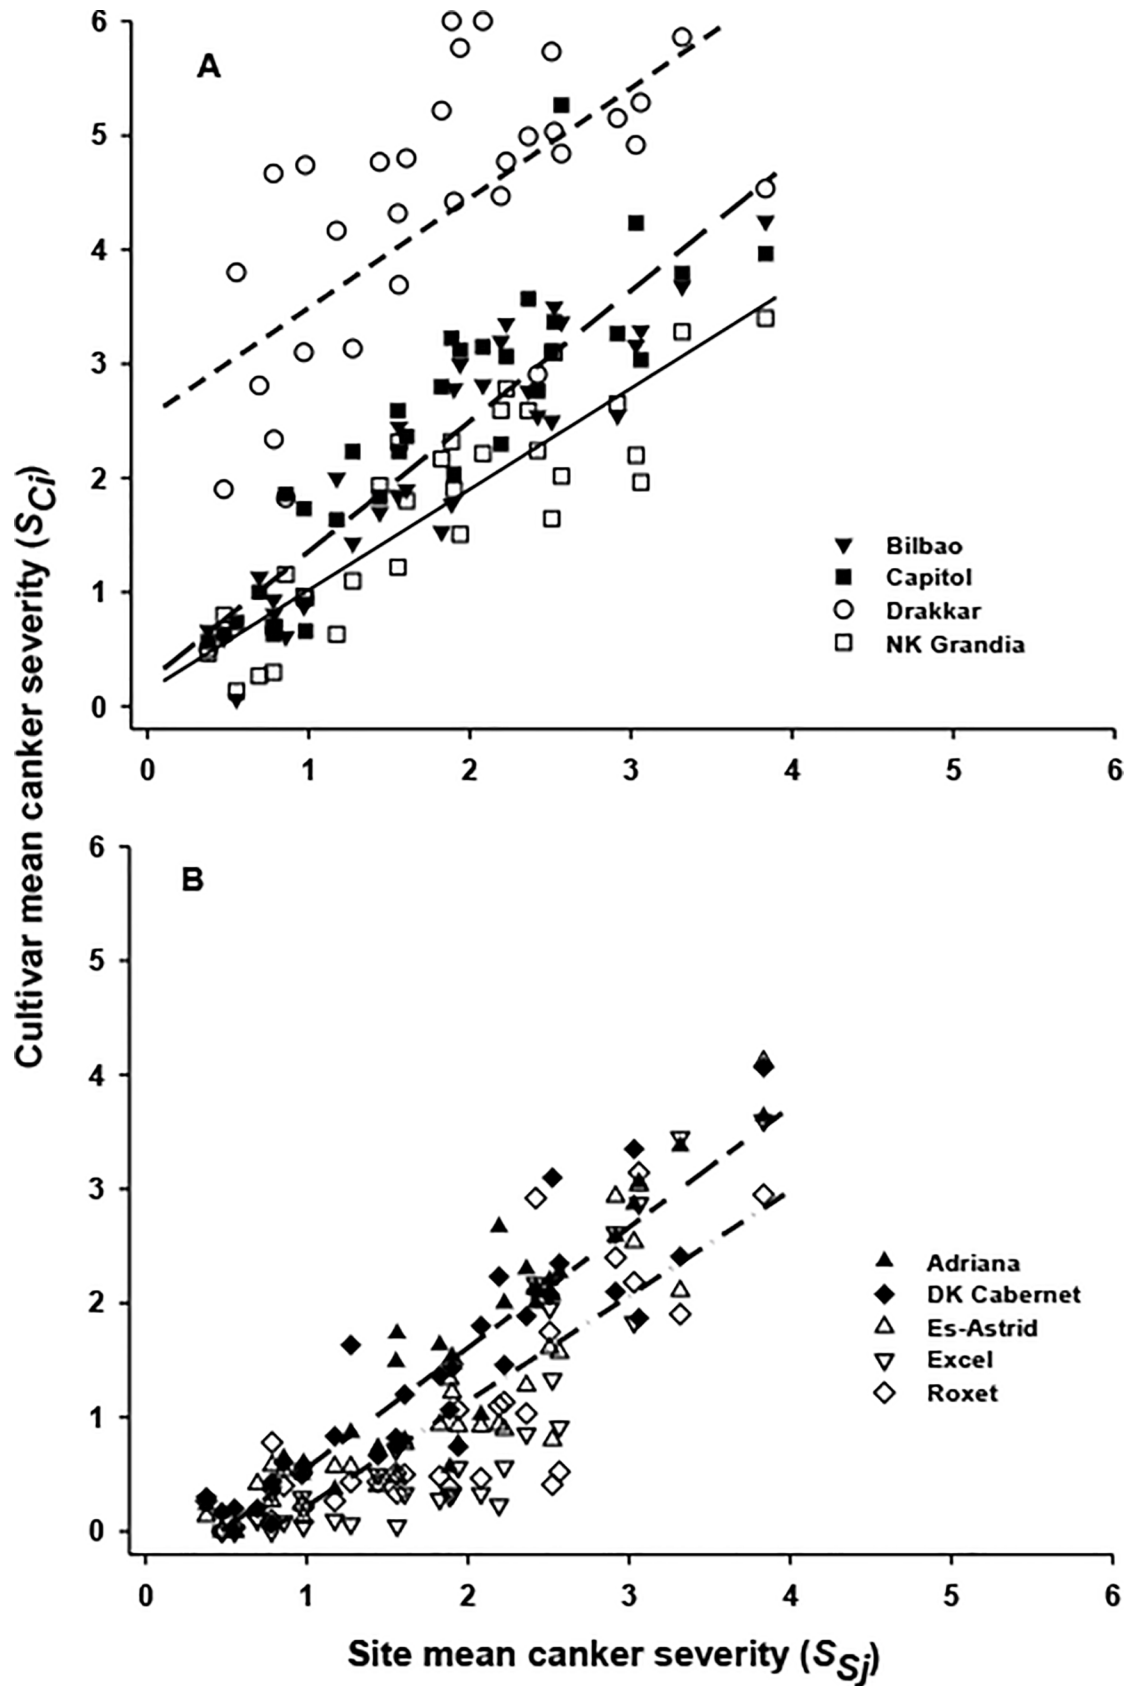 A
6
5
4
3
2
1
0
0 1 2 3 4 5 6
Bilbao
Capitol
Drakkar
NK Grandia
Cultivar mean canker severity (SCi)
B
6
5
4
3
2
1
0
0 1 2 3 4 5 6
Adriana
DK Cabernet
Es-Astrid
Excel
Roxet
Site mean canker severity (SSj)